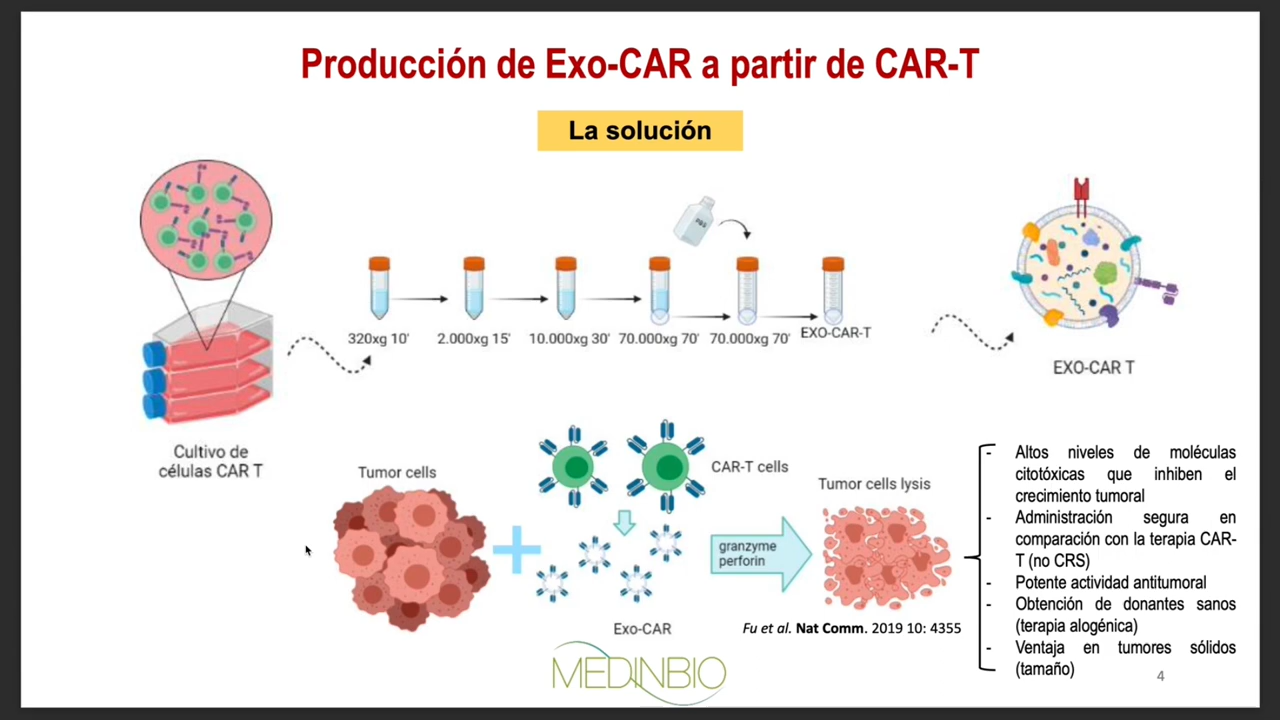 Producción de Exo-CAR a partir de CAR-T
La solución
PBS
320xg 10'
2.000xg 15'
10.000xg 30'
70.000xg 70'
70.000xg 70'
EXO-CAR-T
EXO-CAR T
Cultivo de
células CAR T
Tumor cells
CAR-T cells
granzyme
perforin
Exo-CAR
Tumor cells lysis
Fu et al. Nat Comm. 2019 10: 4355
- Altos niveles de moléculas
citotóxicas que inhiben el
crecimiento tumoral
- Administración segura en
comparación con la terapia CAR-
T (no CRS)
- Potente actividad antitumoral
- Obtención de donantes sanos
(terapia alogénica)
- Ventaja en tumores sólidos
(tamaño)
MEDINBIO
4